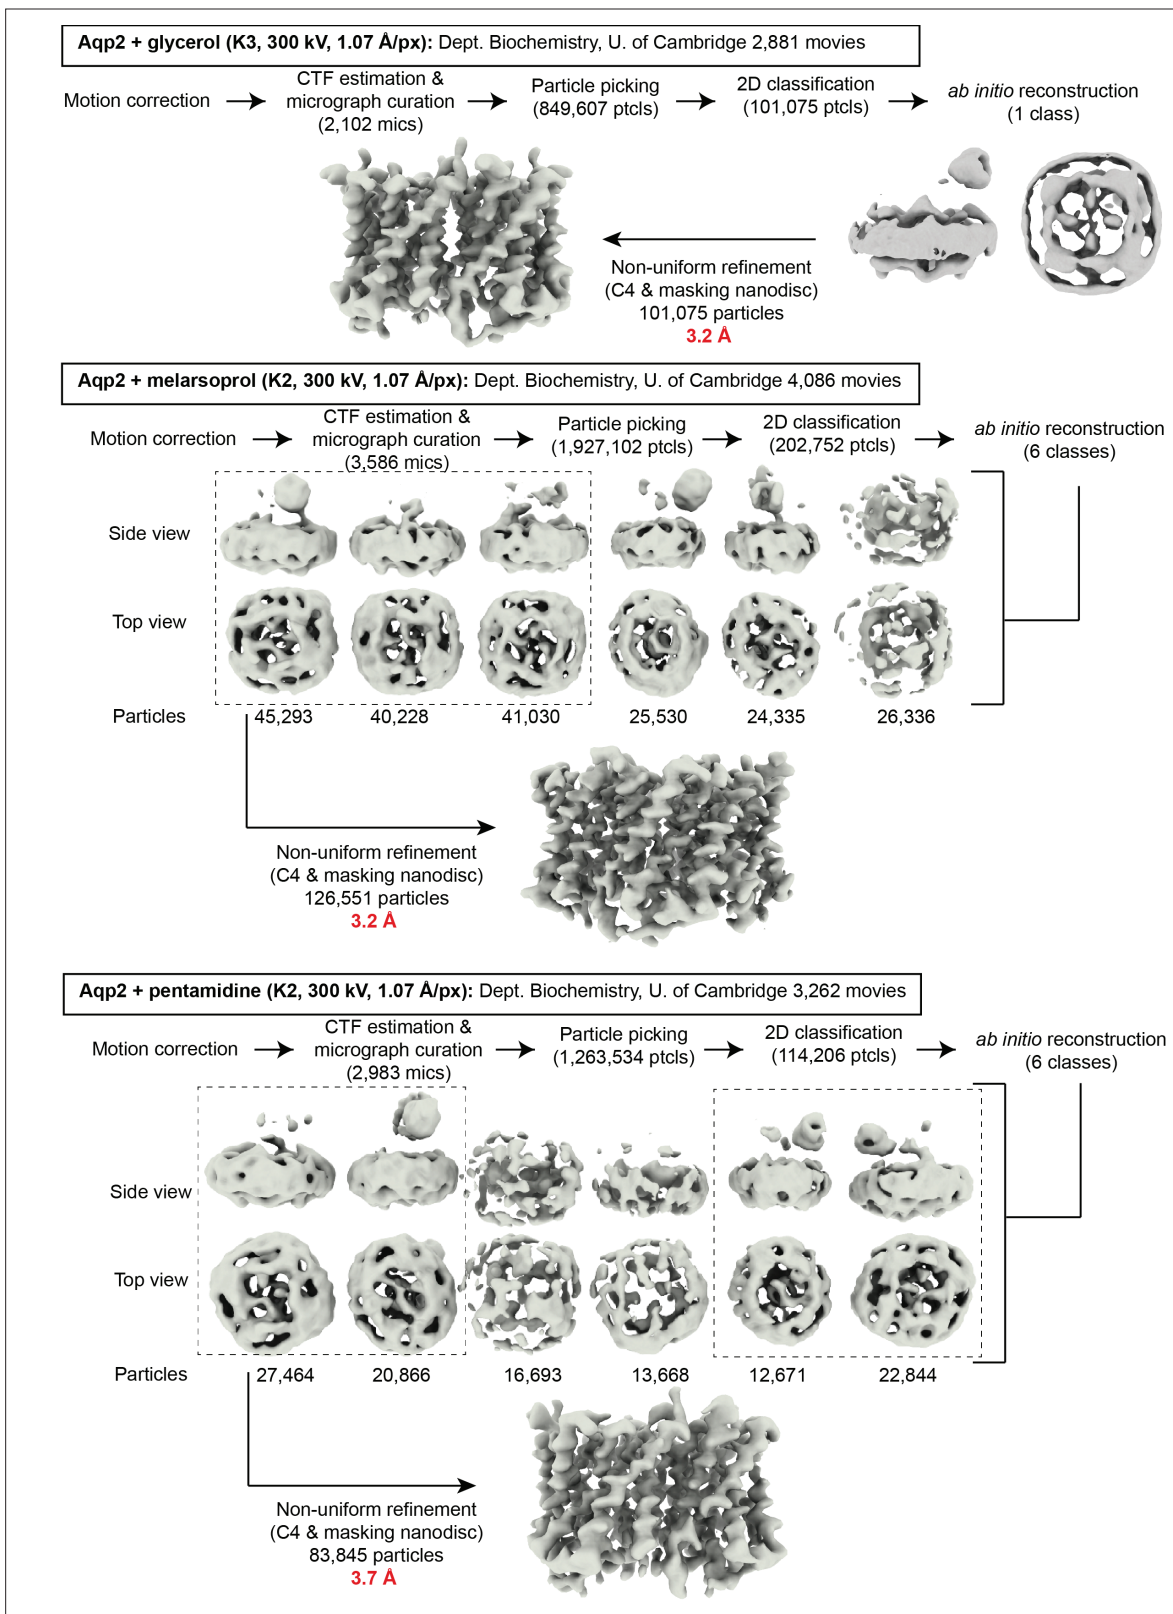 Aqp2 + glycerol (K3, 300 kV, 1.07 Å/px): Dept. Biochemistry, U. of Cambridge 2,881 movies
Motion correction
CTF estimation &
micrograph curation
(2,102 mics)
Particle picking
(849,607 ptcls)
2D classification
(101,075 ptcls)
ab initio reconstruction
(1 class)
Non-uniform refinement
(C4 & masking nanodisc)
101,075 particles
3.2 Å
Aqp2 + melarsoprol (K2, 300 kV, 1.07 Å/px): Dept. Biochemistry, U. of Cambridge 4,086 movies
Motion correction
CTF estimation &
micrograph curation
(3,586 mics)
Particle picking
(1,927,102 ptcls)
2D classification
(202,752 ptcls)
ab initio reconstruction
(6 classes)
Side view
Top view
Particles 45,293 40,228 41,030 25,530 24,335 26,336
Non-uniform refinement
(C4 & masking nanodisc)
126,551 particles
3.2 Å
Aqp2 + pentamidine (K2, 300 kV, 1.07 Å/px): Dept. Biochemistry, U. of Cambridge 3,262 movies
Motion correction
CTF estimation &
micrograph curation
(2,983 mics)
Particle picking
(1,263,534 ptcls)
2D classification
(114,206 ptcls)
ab initio reconstruction
(6 classes)
Side view
Top view
Particles 27,464 20,866 16,693 13,668 12,671 22,844
Non-uniform refinement
(C4 & masking nanodisc)
83,845 particles
3.7 Å